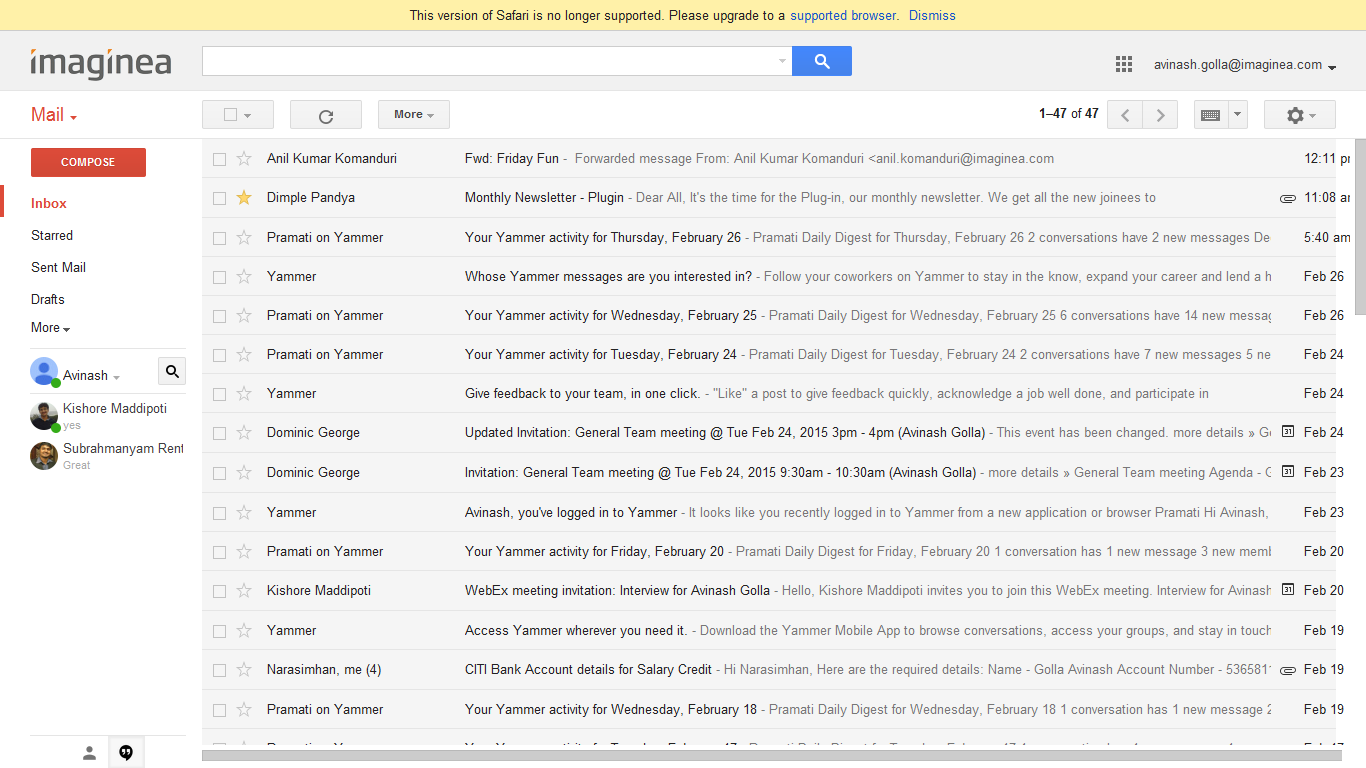 This version of Safari is no longer supported. Please upgrade to a supported browser. Dismiss
imaginea
avinash.golla@imaginea.com
Mail
More
1–47 of 47
COMPOSE
Inbox
Starred
Sent Mail
Drafts
More
Avinash
Kishore Maddipoti
yes
Subrahmanyam Rent
Great
Anil Kumar Komanduri Fwd: Friday Fun - Forwarded message From: Anil Kumar Komanduri <anil.komanduri@imaginea.com 12:11 pm
Dimple Pandya Monthly Newsletter - Plugin - Dear All, It's the time for the Plug-in, our monthly newsletter. We get all the new joinees to 11:08 am
Pramati on Yammer Your Yammer activity for Thursday, February 26 - Pramati Daily Digest for Thursday, February 26 2 conversations have 2 new messages De 5:40 am
Yammer Whose Yammer messages are you interested in? - Follow your coworkers on Yammer to stay in the know, expand your career and lend a h Feb 26
Pramati on Yammer Your Yammer activity for Wednesday, February 25 - Pramati Daily Digest for Wednesday, February 25 6 conversations have 14 new messag Feb 26
Pramati on Yammer Your Yammer activity for Tuesday, February 24 - Pramati Daily Digest for Tuesday, February 24 2 conversations have 7 new messages 5 ne Feb 24
Yammer Give feedback to your team, in one click. - "Like" a post to give feedback quickly, acknowledge a job well done, and participate in Feb 24
Dominic George Updated Invitation: General Team meeting @ Tue Feb 24, 2015 3pm - 4pm (Avinash Golla) - This event has been changed. more details » G 31 Feb 24
Dominic George Invitation: General Team meeting @ Tue Feb 24, 2015 9:30am - 10:30am (Avinash Golla) - more details » General Team meeting Agenda - G 31 Feb 23
Yammer Avinash, you've logged in to Yammer - It looks like you recently logged in to Yammer from a new application or browser Pramati Hi Avinash, Feb 23
Pramati on Yammer Your Yammer activity for Friday, February 20 - Pramati Daily Digest for Friday, February 20 1 conversation has 1 new message 3 new memb Feb 20
Kishore Maddipoti WebEx meeting invitation: Interview for Avinash Golla - Hello, Kishore Maddipoti invites you to join this WebEx meeting. Interview for Avinash 31 Feb 20
Yammer Access Yammer wherever you need it. - Download the Yammer Mobile App to browse conversations, access your groups, and stay in touch Feb 19
Narasimhan, me (4) CITI Bank Account details for Salary Credit - Hi Narasimhan, Here are the required details: Name - Golla Avinash Account Number - 536581 Feb 19
Pramati on Yammer Your Yammer activity for Wednesday, February 18 - Pramati Daily Digest for Wednesday, February 18 1 conversation has 1 new message 2 Feb 19